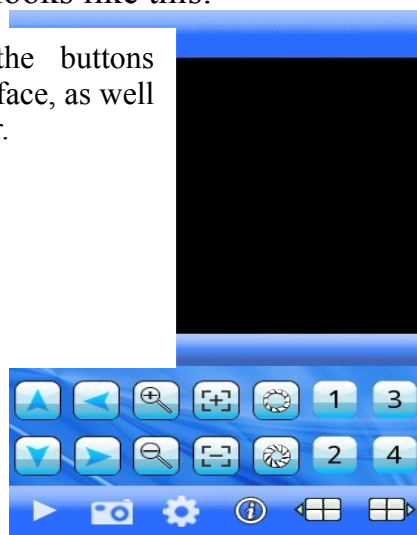 looks like this:
the buttons
face, as well
r.
1 3
2 4